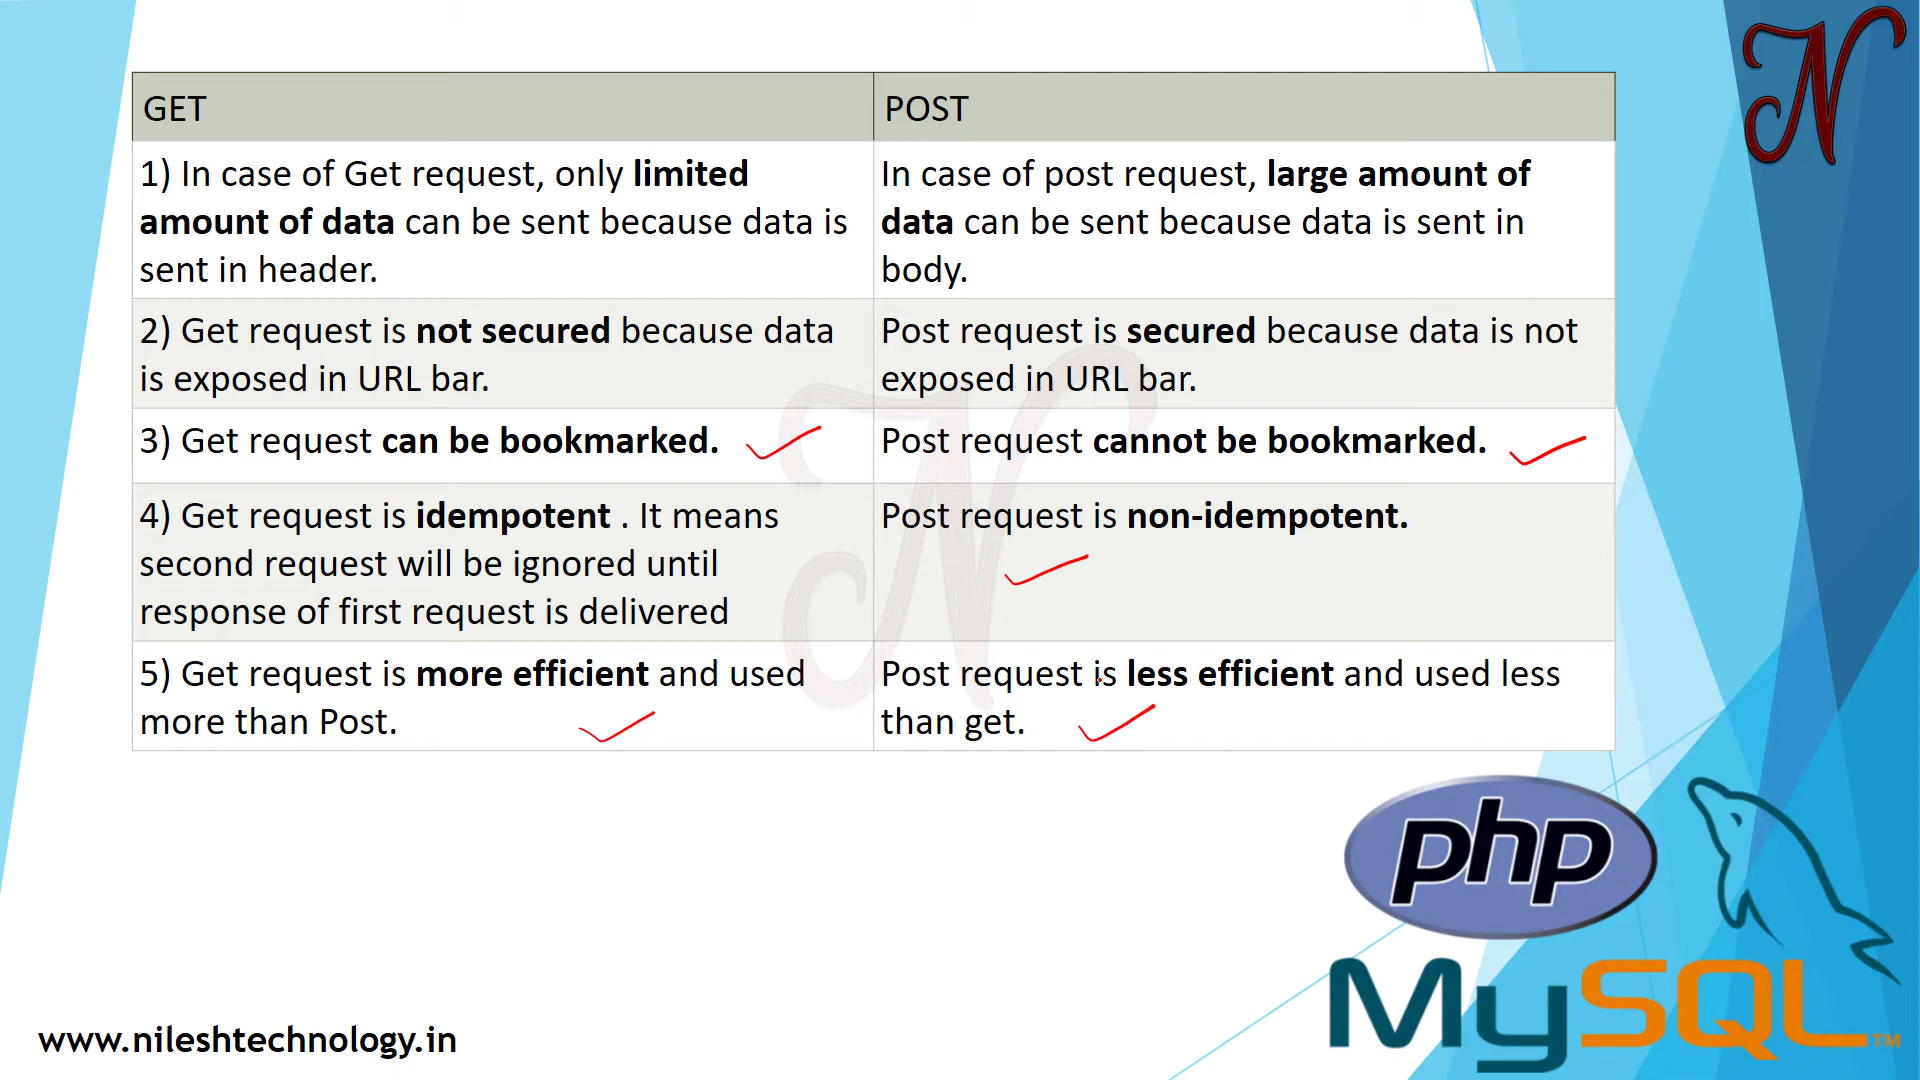 GET
POST
1) In case of Get request, only limited
amount of data can be sent because data is
sent in header.
In case of post request, large amount of
data can be sent because data is sent in
body.
2) Get request is not secured because data
is exposed in URL bar.
Post request is secured because data is not
exposed in URL bar.
3) Get request can be bookmarked.
Post request cannot be bookmarked.
4) Get request is idempotent . It means
second request will be ignored until
response of first request is delivered
Post request is non-idempotent.
5) Get request is more efficient and used
more than Post.
Post request is less efficient and used less
than get.
N
N
php
MySQL™
www.nileshtechnology.in